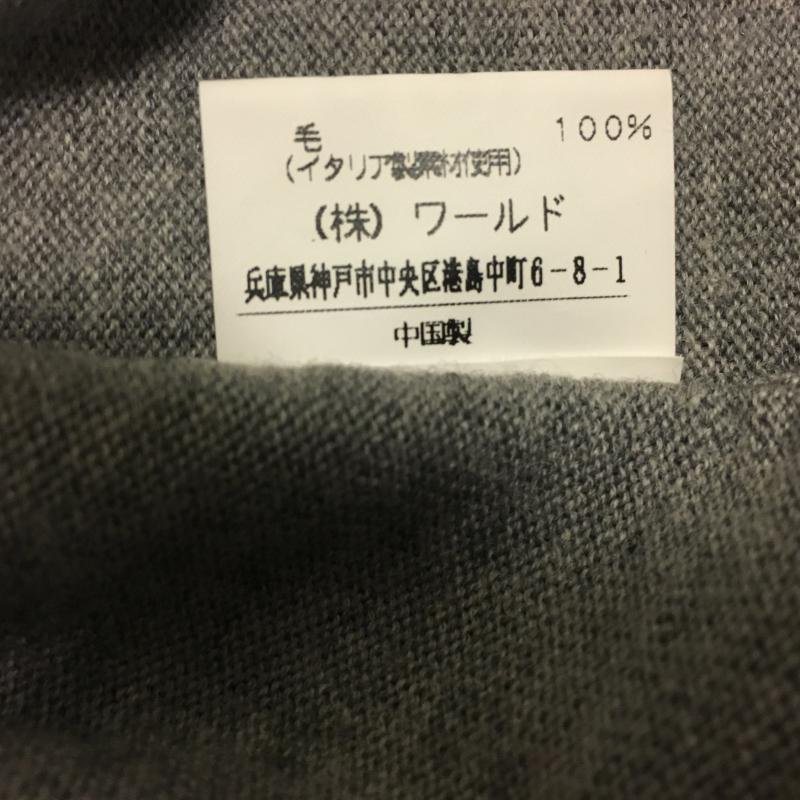 毛 100%
(イタリア製素材使用)
(株) ワールド
兵庫県神戸市中央区港島中町6-8-1
中国製